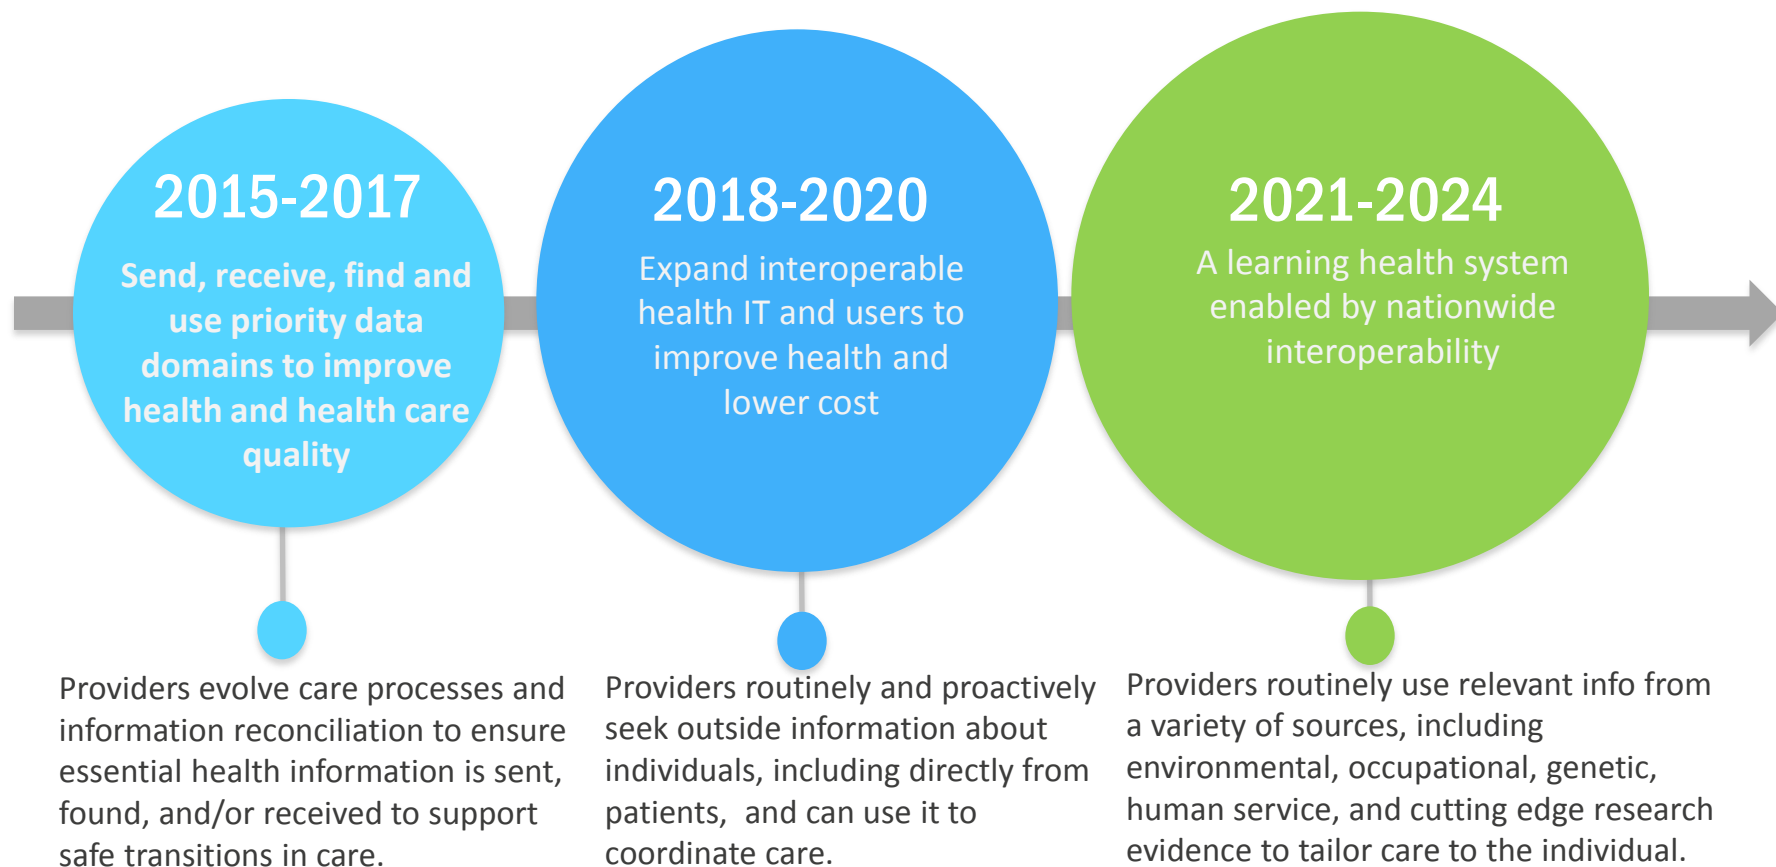 2015-2017
Send, receive, find and
use priority data
domains to improve
health and health care
quality
2018-2020
Expand interoperable
health IT and users to
improve health and
lower cost
2021-2024
A learning health system
enabled by nationwide
interoperability
Providers evolve care processes and
information reconciliation to ensure
essential health information is sent,
found, and/or received to support
safe transitions in care.
Providers routinely and proactively
seek outside information about
individuals, including directly from
patients,  and can use it to
coordinate care.
Providers routinely use relevant info from
a variety of sources, including
environmental, occupational, genetic,
human service, and cutting edge research
evidence to tailor care to the individual.